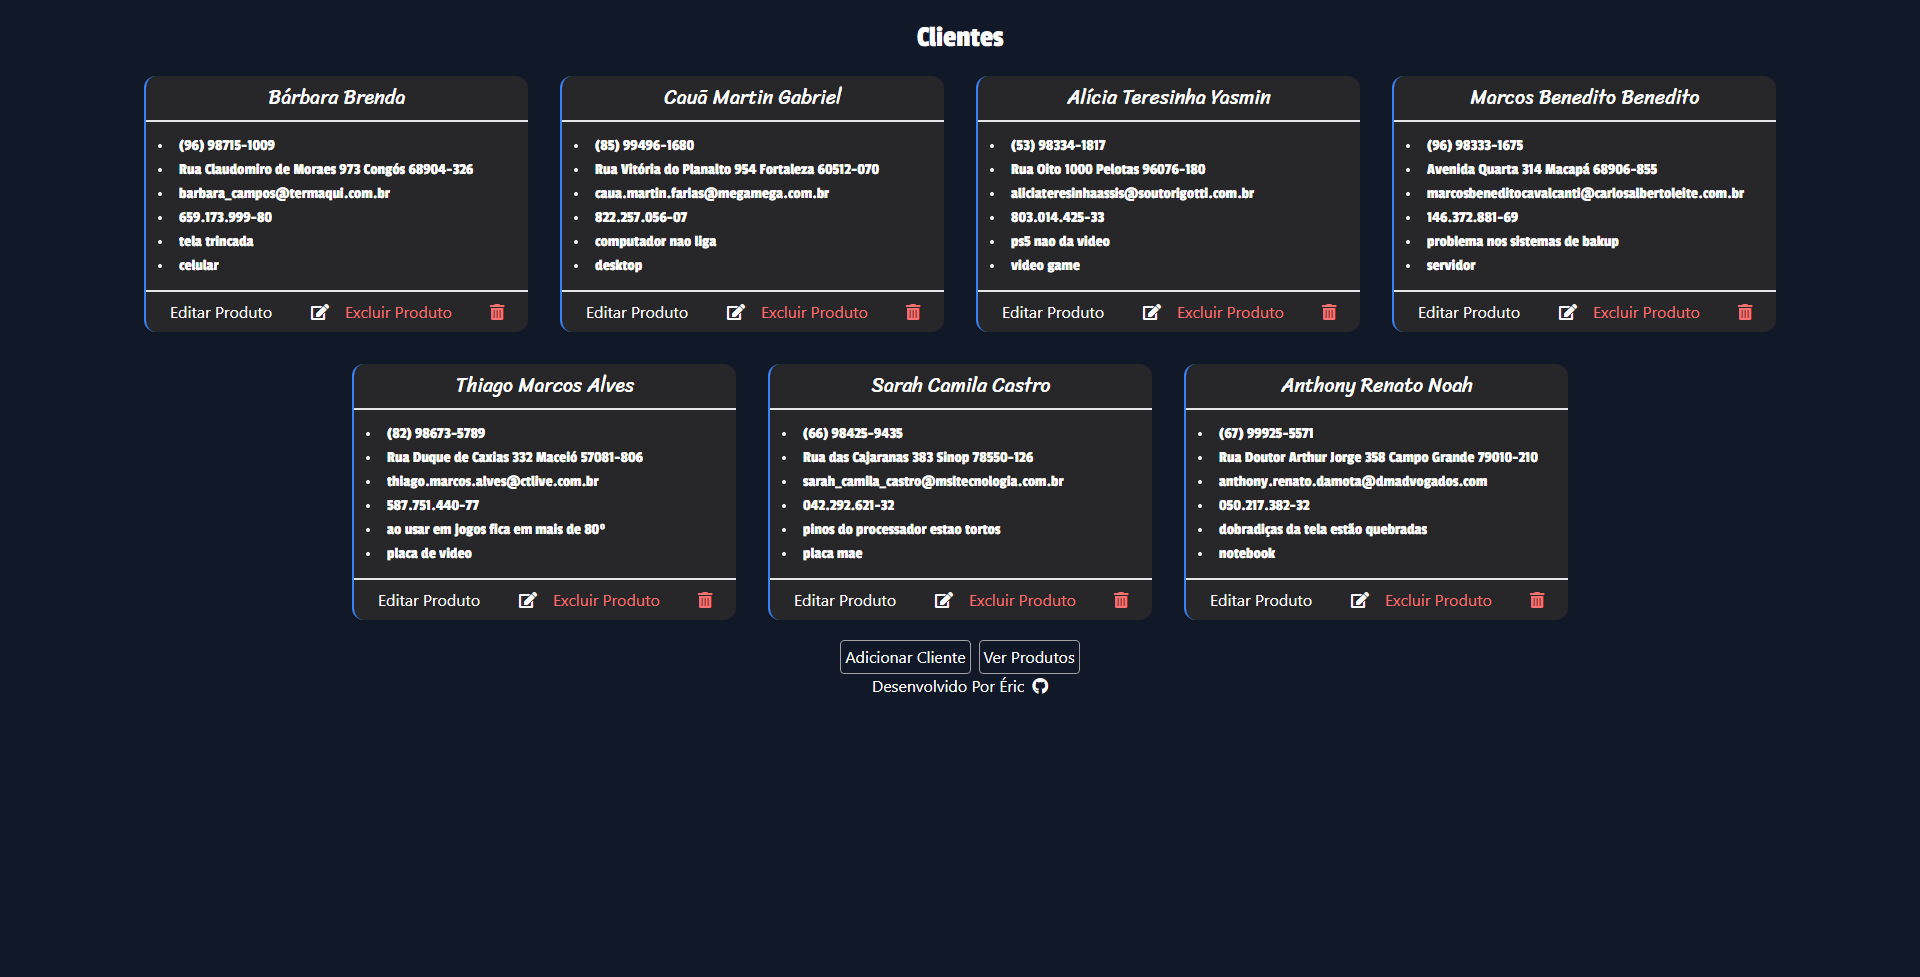 Clientes
Bárbara Brenda
(96) 98715-1009
Rua Claudomiro de Moraes 973 Congós 68904-326
barbara_campos@termaqui.com.br
659.173.999-80
tela trincada
celular
Editar Produto Excluir Produto
Cauã Martin Gabriel
(85) 99496-1680
Rua Vitória do Planalto 954 Fortaleza 60512-070
caua.martin.farias@megamega.com.br
822.257.056-07
computador nao liga
desktop
Editar Produto Excluir Produto
Alícia Teresinha Yasmin
(53) 98334-1817
Rua Oito 1000 Pelotas 96076-180
aliciateresinhaassis@soutorigotti.com.br
803.014.425-33
ps5 nao da video
video game
Editar Produto Excluir Produto
Marcos Benedito Benedito
(96) 98333-1675
Avenida Quarta 314 Macapá 68906-855
marcosbeneditocavalcanti@carlosalbertoleite.com.br
146.372.881-69
problema nos sistemas de bakup
servidor
Editar Produto Excluir Produto
Thiago Marcos Alves
(82) 98673-5789
Rua Duque de Caxias 332 Maceió 57081-806
thiago.marcos.alves@ctlive.com.br
587.751.440-77
ao usar em jogos fica em mais de 80º
placa de video
Editar Produto Excluir Produto
Sarah Camila Castro
(66) 98425-9435
Rua das Cajaranas 383 Sinop 78550-126
sarah_camila_castro@msltecnologia.com.br
042.292.621-32
pinos do processador estao tortos
placa mae
Editar Produto Excluir Produto
Anthony Renato Noah
(67) 99925-5571
Rua Doutor Arthur Jorge 358 Campo Grande 79010-210
anthony.renato.damota@dmadvogados.com
050.217.382-32
dobradiças da tela estão quebradas
notebook
Editar Produto Excluir Produto
Adicionar Cliente Ver Produtos
Desenvolvido Por Éric